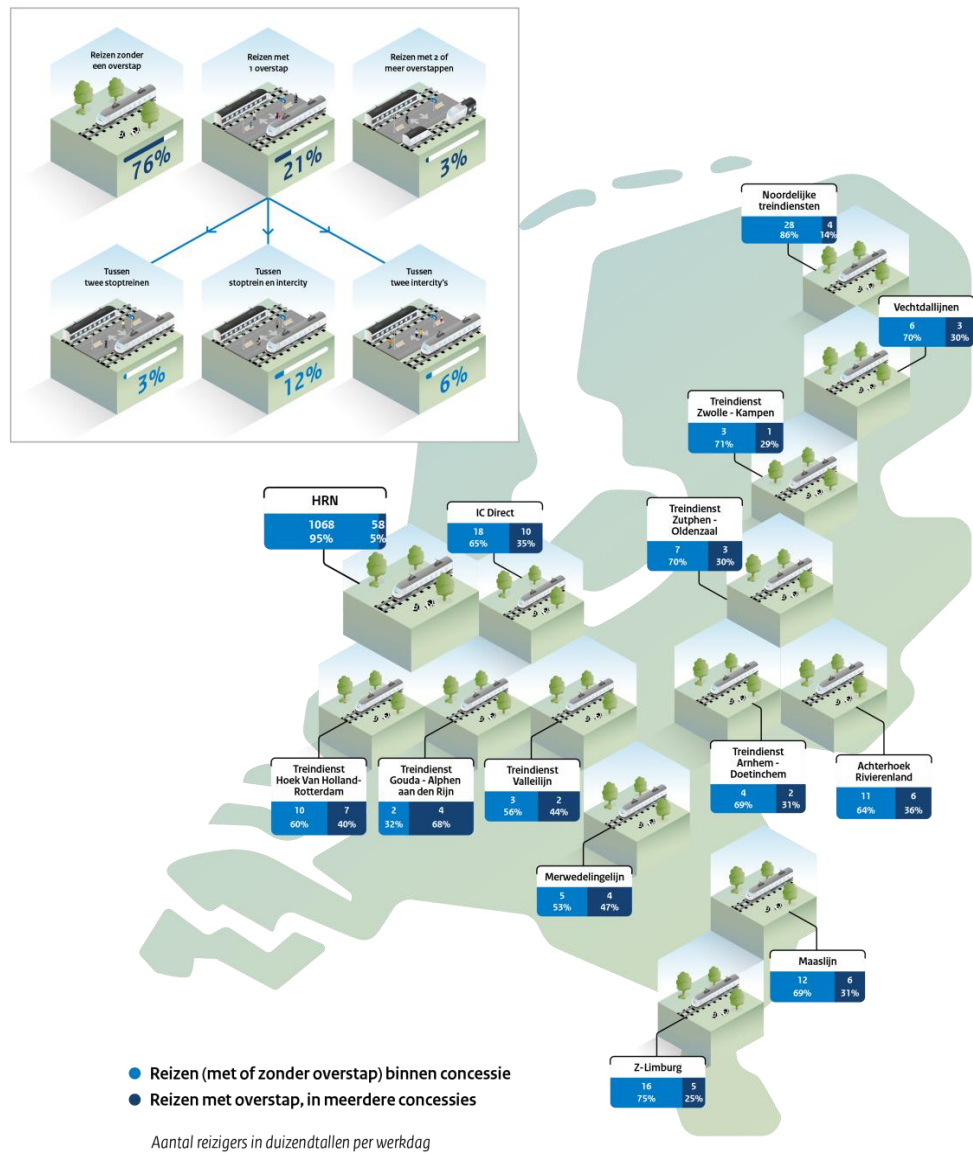 Reizen zonder
een overstap
76%
Reizen met
1 overstap
21%
Reizen met 2 of
meer overstappen
3%
Tussen
twee stoptreinen
3%
Tussen
stoptrein en intercity
12%
Tussen
twee intercity's
6%
Noordelijke
treindiensten
28 4
86% 14%
Vechtdallijnen
6 3
70% 30%
Treindienst
Zwolle - Kampen
3 1
71% 29%
HRN
1068 58
95% 5%
IC Direct
18 10
65% 35%
Treindienst
Zutphen -
Oldenzaal
7 3
70% 30%
Treindienst
Hoek Van Holland-
Rotterdam
10 7
60% 40%
Treindienst
Gouda - Alphen
aan den Rijn
2 4
32% 68%
Treindienst
Valleilijn
3 2
56% 44%
Treindienst
Arnhem -
Doetinchem
4 2
69% 31%
Achterhoek
Rivierenland
11 6
64% 36%
Merwedelingelijn
5 4
53% 47%
Maaslijn
12 6
69% 31%
Z-Limburg
16 5
75% 25%
Reizen (met of zonder overstap) binnen concessie
Reizen met overstap, in meerdere concessies
Aantal reizigers in duizendtallen per werkdag